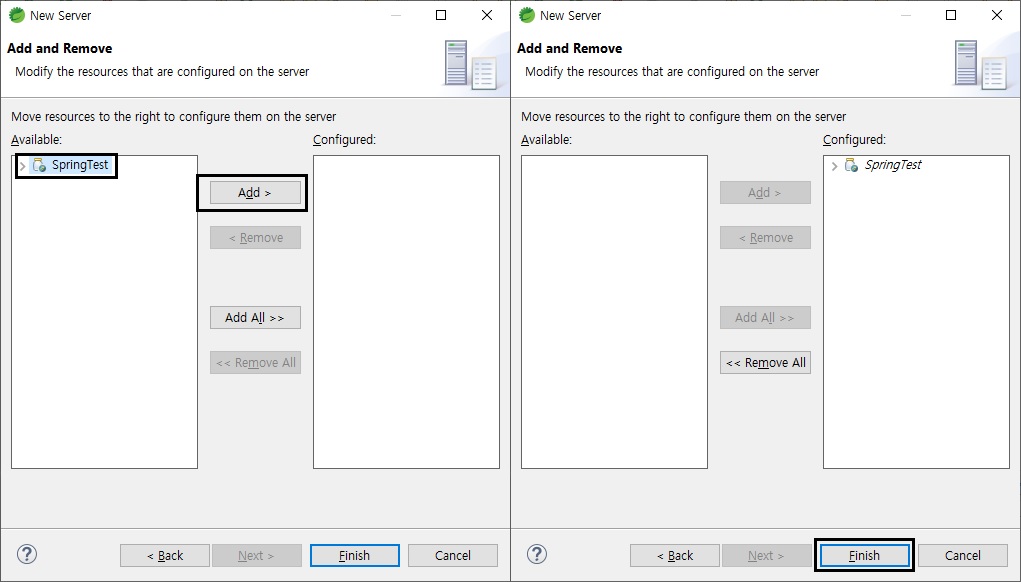 New Server
Add and Remove
Modify the resources that are configured on the server
Move resources to the right to configure them on the server
Available:
Configured:
SpringTest
Add >
< Remove
Add All >>
<< Remove All
< Back
Next >
Finish
Cancel
New Server
Add and Remove
Modify the resources that are configured on the server
Move resources to the right to configure them on the server
Available:
Configured:
SpringTest
Add >
< Remove
Add All >>
<< Remove All
< Back
Next >
Finish
Cancel